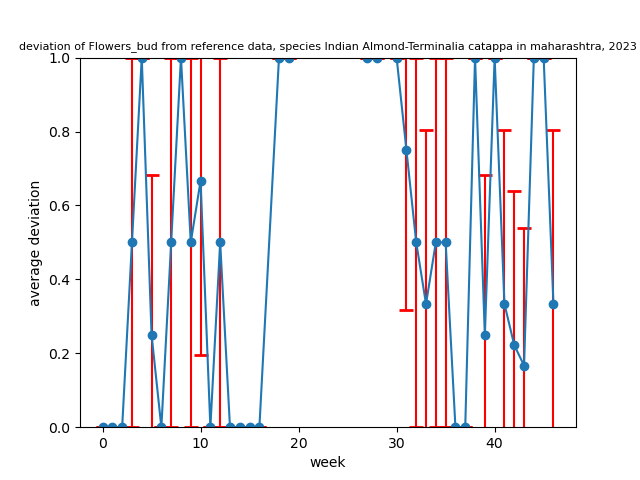 deviation of Flowers_bud from reference data, species Indian Almond-Terminalia catappa in maharashtra, 2023
1.0
0.8
0.6
0.4
0.2
0.0
average deviation
0 10 20 30 40
week